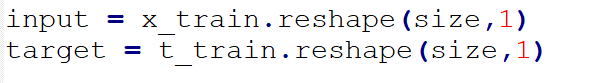 input = x_train.reshape(size,1)
target = t_train.reshape(size,1)